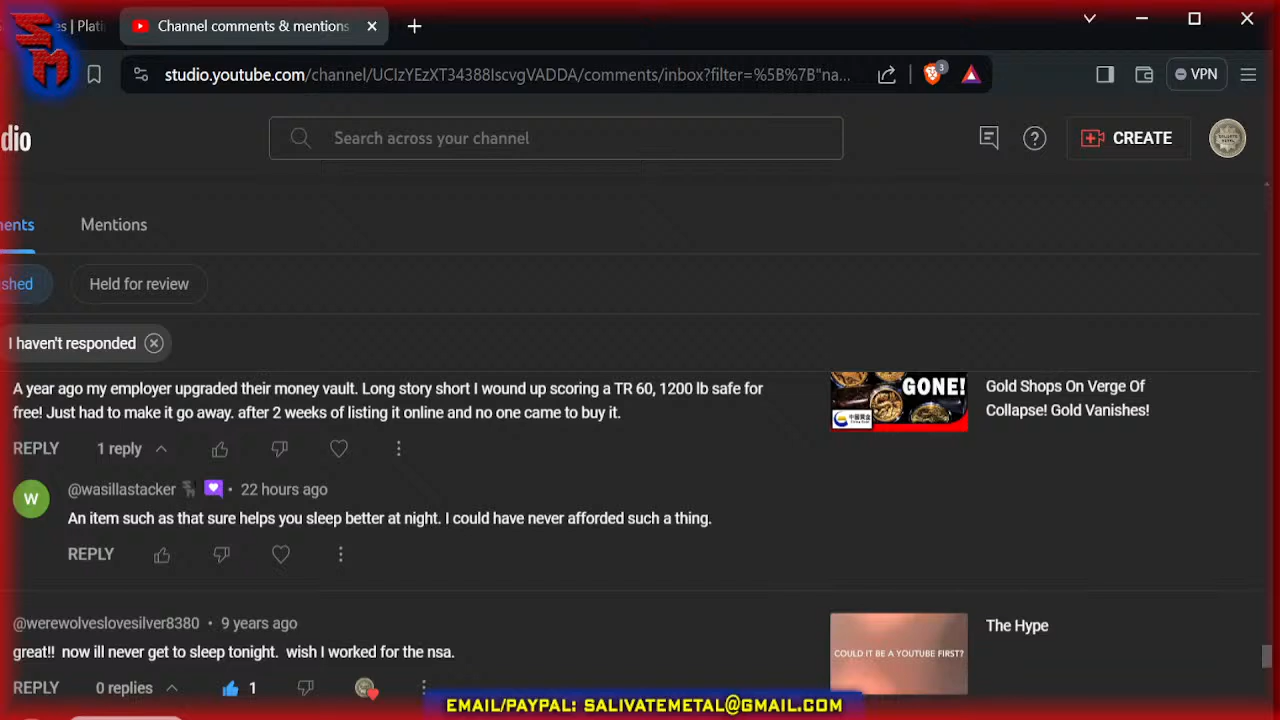 SM
es | Plati
Channel comments & mentions
studio.youtube.com/channel/UCIzYEzXT34388IscvgVADDA/comments/inbox?filter=%5B%7B"na...
3
VPN
dio
Search across your channel
CREATE
ents
Mentions
shed
Held for review
I haven't responded
A year ago my employer upgraded their money vault. Long story short I wound up scoring a TR 60, 1200 lb safe for
free! Just had to make it go away. after 2 weeks of listing it online and no one came to buy it.
GONE!
Gold Shops On Verge Of
Collapse! Gold Vanishes!
REPLY
1 reply
W
@wasillastacker
• 22 hours ago
An item such as that sure helps you sleep better at night. I could have never afforded such a thing.
REPLY
@werewolveslovesilver8380 • 9 years ago
great!! now ill never get to sleep tonight. wish I worked for the nsa.
COULD IT BE A YOUTUBE FIRST?
The Hype
REPLY
0 replies
1
EMAIL/PAYPAL: SALIVATEMETAL@GMAIL.COM